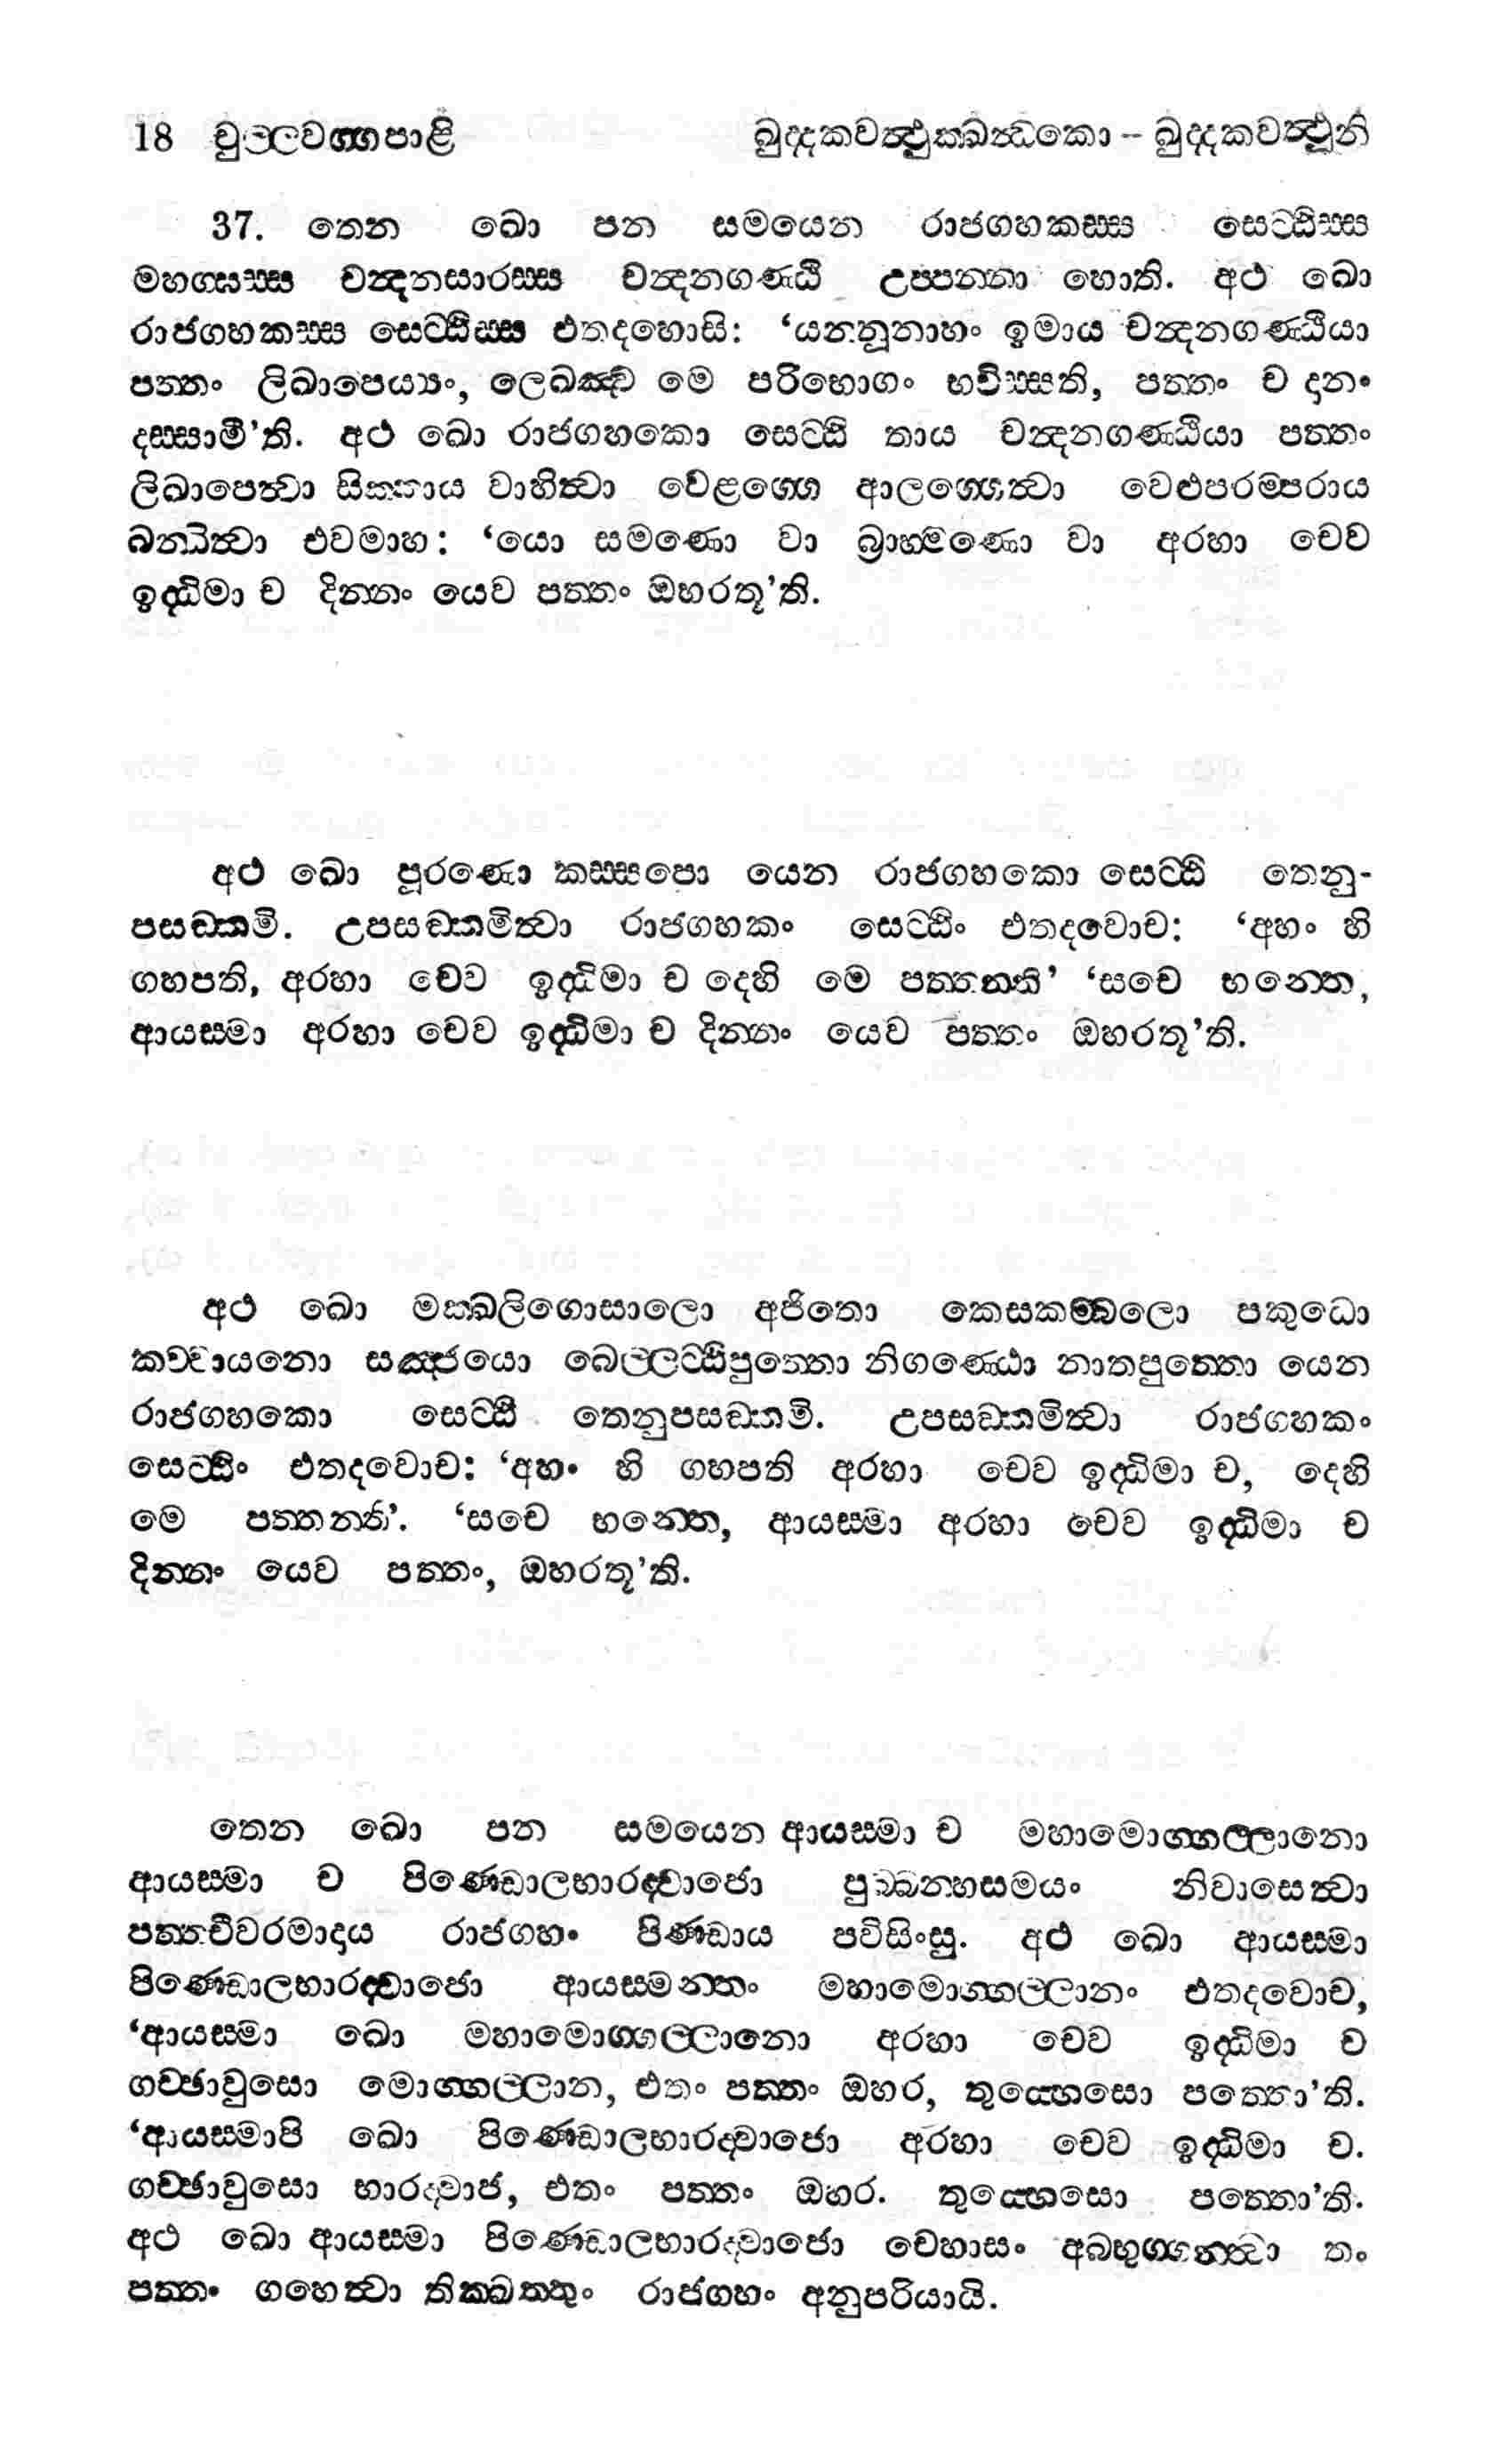 18 චුල්ලවග්ගපාළි ඛුද්දකවත්ථුක්ඛන්ධකො - ඛුද්දකවත්ථූනි
37. තෙන ඛො පන සමයෙන රාජගහකස්ස සෙට්ඨිස්ස
මහග්ඝස්ස චන්දනසාරස්ස චන්දනගණ්ඨි උප්පන්නා හොති. අථ ඛො
රාජගහකස්ස සෙට්ඨිස්ස එතදහොසි: ‘යන්නූනාහං ඉමාය චන්දනගණ්ඨියා
පත්තං ලිඛාපෙය්‍යං, ලෙඛඤ්ච මෙ පරිභොගං භවිස්සති, පත්තං ච දානං
දස්සාමී’ති. අථ ඛො රාජගහකො සෙට්ඨි තාය චන්දනගණ්ඨියා පත්තං
ලිඛාපෙත්වා සික්කාය වාහිත්වා වෙළග්ගෙ ආලග්ගෙත්වා වෙළුපරම්පරාය
බන්ධිත්වා එවමාහ: ‘යො සමණො වා බ්‍රාහ්මණො වා අරහා චෙව
ඉද්ධිමා ච දින්නං යෙව පත්තං ඔහරතූ’ති.
අථ ඛො පූරණො කස්සපො යෙන රාජගහකො සෙට්ඨි තෙනු-
පසඞ්කමි. උපසඞ්කමිත්වා රාජගහකං සෙට්ඨිං එතදවොච: ‘අහං හි
ගහපති, අරහා චෙව ඉද්ධිමා ච දෙහි මෙ පත්තන්ති’ ‘සචෙ භන්තෙ,
ආයස්මා අරහා චෙව ඉද්ධිමා ච දින්නං යෙව පත්තං ඔහරතූ’ති.
අථ ඛො මක්ඛලිගොසාලො අජිතො කෙසකම්බලො පකුධො
කච්චායනො සඤ්ජයො බෙල්ලට්ඨිපුත්තො නිගණ්ඨො නාතපුත්තො යෙන
රාජගහකො සෙට්ඨි තෙනුපසඞ්කමි. උපසඞ්කමිත්වා රාජගහකං
සෙට්ඨිං එතදවොච: ‘අහං හි ගහපති අරහා චෙව ඉද්ධිමා ච, දෙහි
මෙ පත්තන්ති’. ‘සචෙ භන්තෙ, ආයස්මා අරහා චෙව ඉද්ධිමා ච
දින්නං යෙව පත්තං, ඔහරතූ’ති.
තෙන ඛො පන සමයෙන ආයස්මා ච මහාමොග්ගල්ලානො
ආයස්මා ච පිණ්ඩොලභාරද්වාජො පුබ්බන්හසමයං නිවාසෙත්වා
පත්තචීවරමාදාය රාජගහං පිණ්ඩාය පවිසිංසු. අථ ඛො ආයස්මා
පිණ්ඩොලභාරද්වාජො ආයස්මන්තං මහාමොග්ගල්ලානං එතදවොච,
‘ආයස්මා ඛො මහාමොග්ගල්ලානො අරහා චෙව ඉද්ධිමා ච
ගච්ඡාවුසො මොග්ගල්ලාන, එතං පත්තං ඔහර, තුය්හෙසො පත්තො’ති.
‘ආයස්මාපි ඛො පිණ්ඩොලභාරද්වාජො අරහා චෙව ඉද්ධිමා ච.
ගච්ඡාවුසො භාරද්වාජ, එතං පත්තං ඔහර. තුය්හෙසො පත්තො’ති.
අථ ඛො ආයස්මා පිණ්ඩොලභාරද්වාජො වෙහාසං අබ්භුග්ගන්ත්වා තං
පත්තං ගහෙත්වා තික්ඛත්තුං රාජගහං අනුපරියායි.